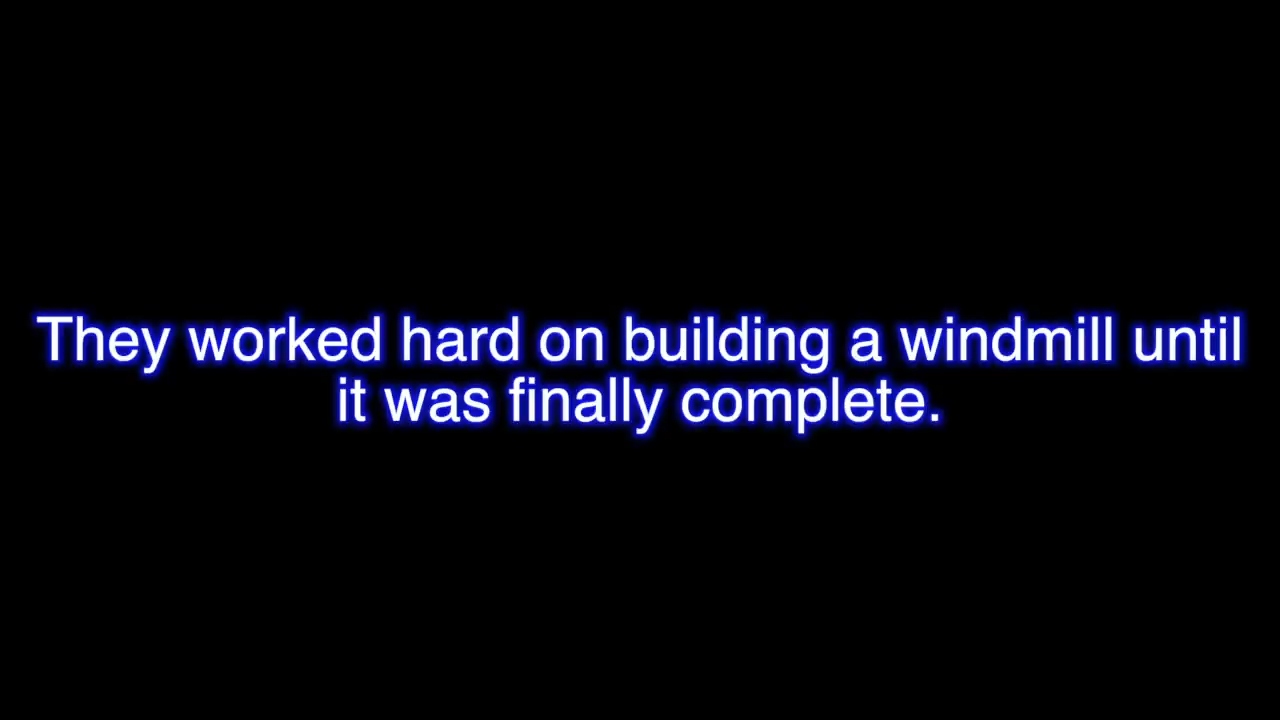 They worked hard on building a windmill until
it was finally complete.